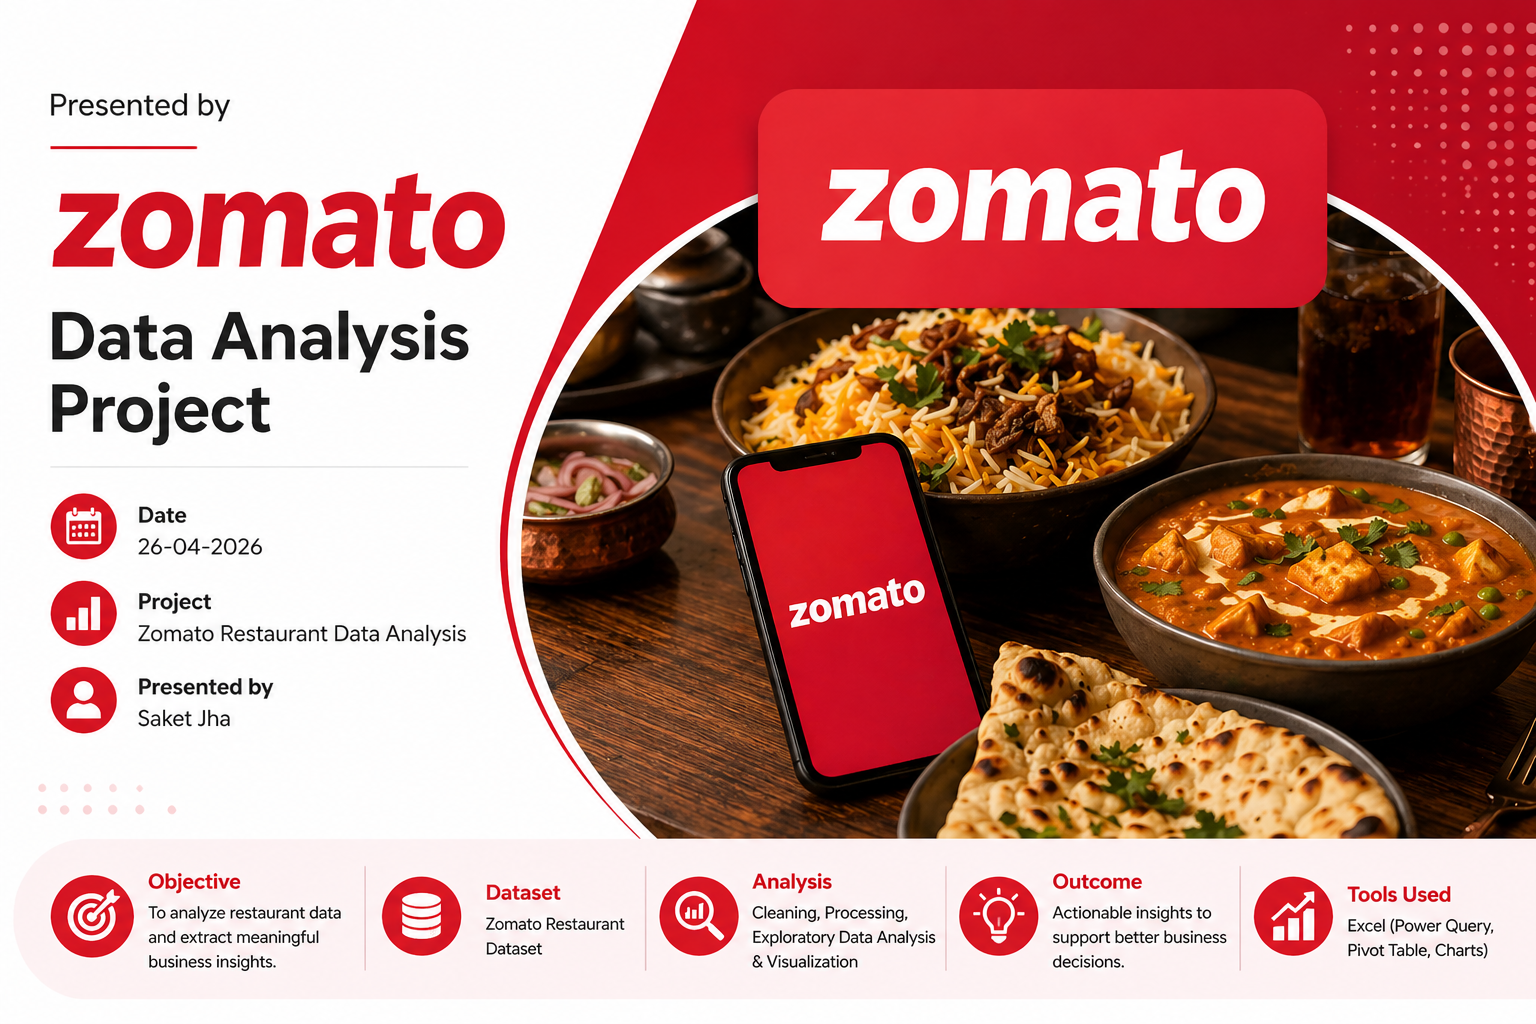 Presented by
zomato
Data Analysis
Project
Date
26-04-2026
Project
Zomato Restaurant Data Analysis
Presented by
Saket Jha
zomato
zomato
Objective
To analyze restaurant data
and extract meaningful
business insights.
Dataset
Zomato Restaurant
Dataset
Analysis
Cleaning, Processing,
Exploratory Data Analysis
& Visualization
Outcome
Actionable insights to
support better business
decisions.
Tools Used
Excel (Power Query,
Pivot Table, Charts)